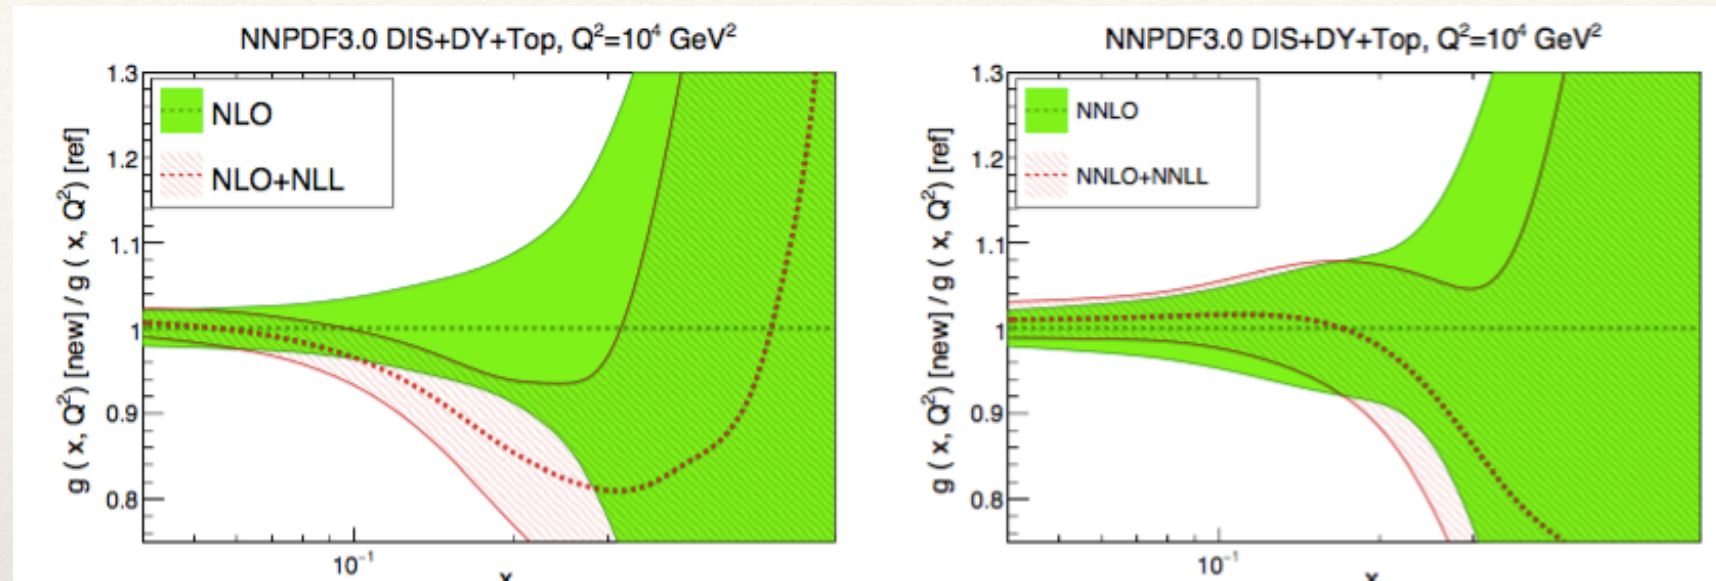 NNPDF3.0 DIS+DY+Top, Q²=10⁴ GeV²
g ( x, Q²) [new] / g ( x, Q²) [ref]
1.3
1.2
1.1
1
0.9
0.8
NLO
NLO+NLL
10⁻¹
x
NNPDF3.0 DIS+DY+Top, Q²=10⁴ GeV²
g ( x, Q²) [new] / g ( x, Q²) [ref]
1.3
1.2
1.1
1
0.9
0.8
NNLO
NNLO+NNLL
10⁻¹
x